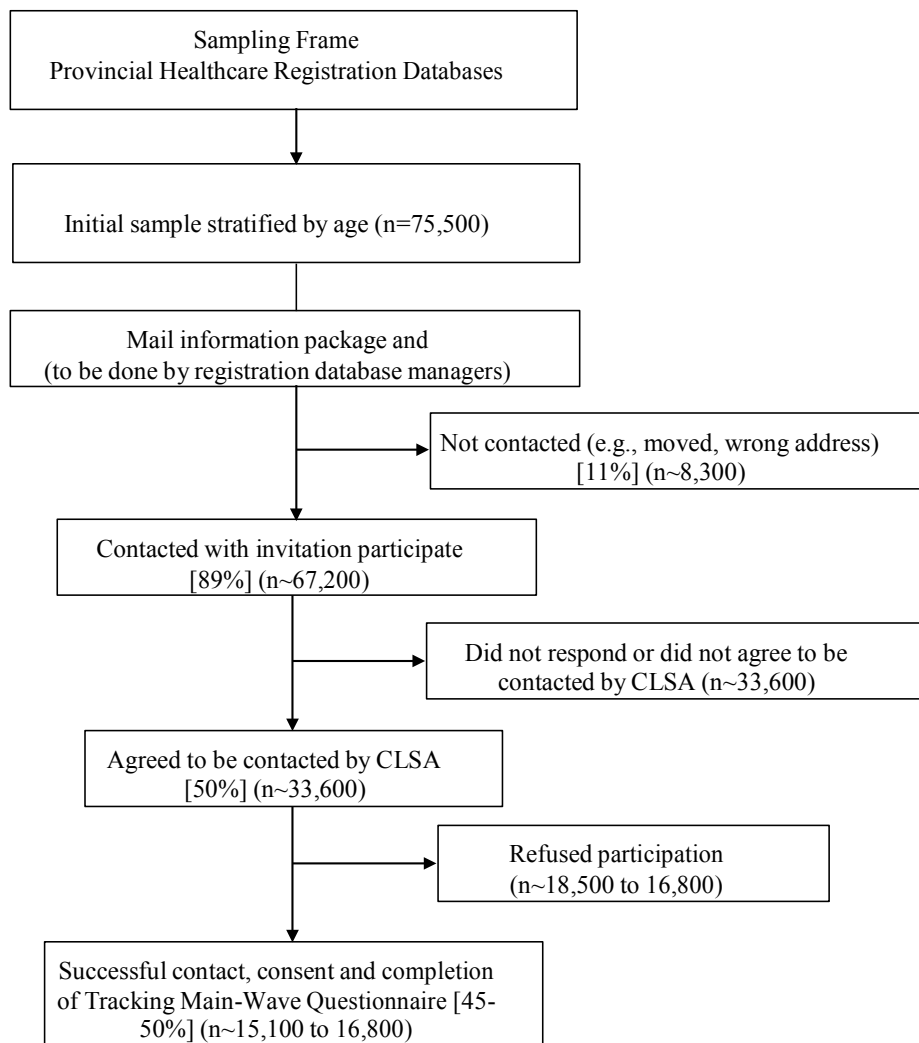 Sampling Frame
Provincial Healthcare Registration Databases
Initial sample stratified by age (n=75,500)
Mail information package and
(to be done by registration database managers)
Not contacted (e.g., moved, wrong address)
[11%] (n~8,300)
Contacted with invitation participate
[89%] (n~67,200)
Did not respond or did not agree to be
contacted by CLSA (n~33,600)
Agreed to be contacted by CLSA
[50%] (n~33,600)
Refused participation
(n~18,500 to 16,800)
Successful contact, consent and completion
of Tracking Main-Wave Questionnaire [45-
50%] (n~15,100 to 16,800)